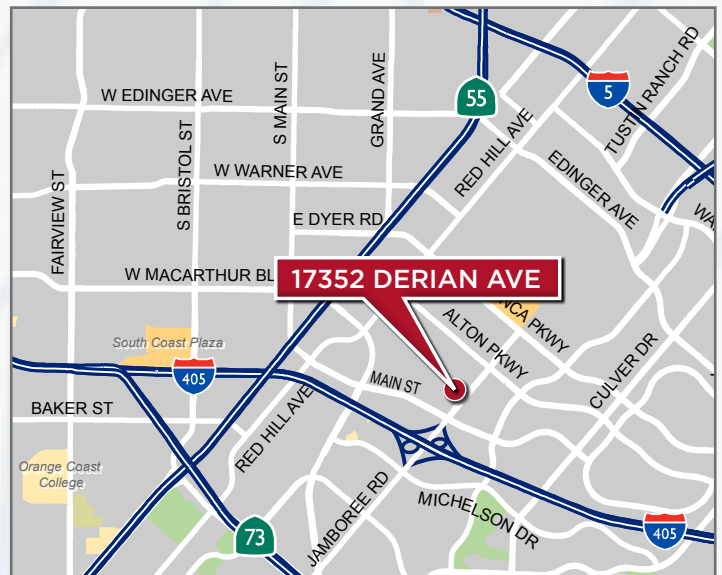 W EDINGER AVE
S MAIN ST
GRAND AVE
55
5
TUSTIN RANCH RD
RED HILL AVE
S BRISTOL ST
W WARNER AVE
EDINGER AVE
FAIRVIEW ST
E DYER RD
W MACARTHUR BL
17352 DERIAN AVE
PKWY
ALTON PKWY
South Coast Plaza
405
MAIN ST
CULVER DR
BAKER ST
RED HILL AVE
Orange Coast
College
JAMBOREE RD
MICHELSON DR
73
405